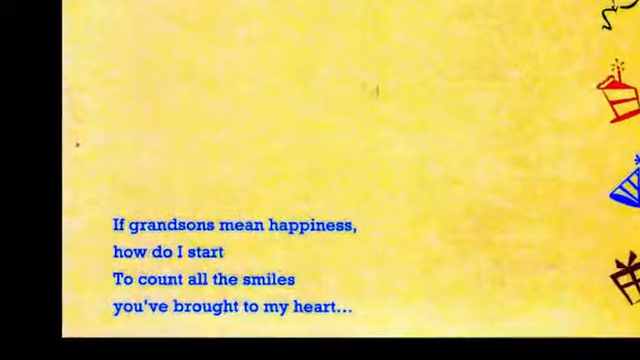 If grandsons mean happiness,
how do I start
To count all the smiles
you've brought to my heart...